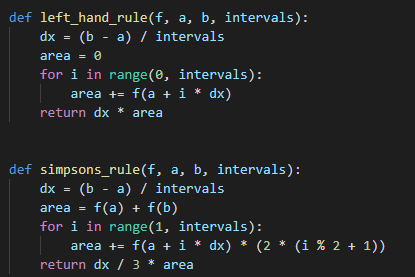 def left_hand_rule(f, a, b, intervals):
    dx = (b - a) / intervals
    area = 0
    for i in range(0, intervals):
        area += f(a + i * dx)
    return dx * area

def simpsons_rule(f, a, b, intervals):
    dx = (b - a) / intervals
    area = f(a) + f(b)
    for i in range(1, intervals):
        area += f(a + i * dx) * (2 * (i % 2 + 1))
    return dx / 3 * area